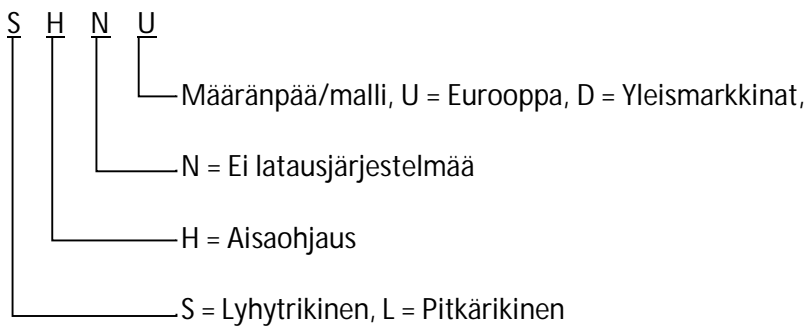 S H N U
Määränpää/malli, U = Eurooppa, D = Yleismarkkinat,
N = Ei latausjärjestelmää
H = Aisaohjaus
S = Lyhytrikinen, L = Pitkärikinen